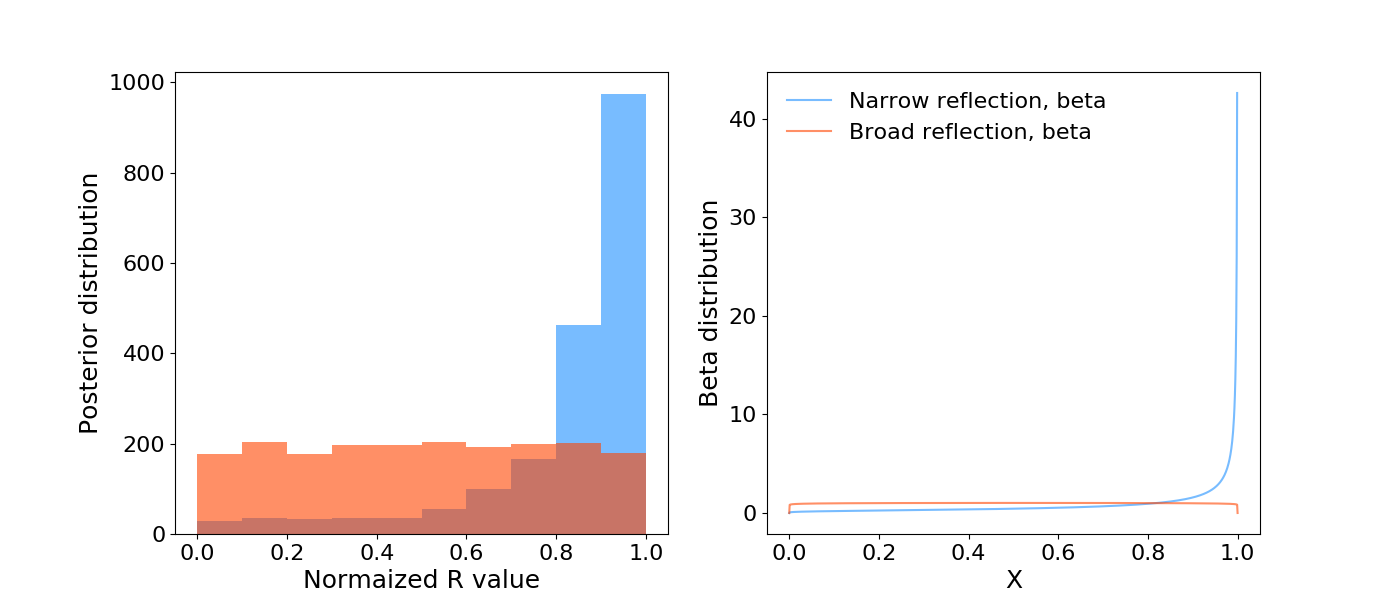 1000
800
600
400
200
0
Posterior distribution
0.0 0.2 0.4 0.6 0.8 1.0
Normaized R value
40
30
20
10
0
Beta distribution
Narrow reflection, beta
Broad reflection, beta
0.0 0.2 0.4 0.6 0.8 1.0
X